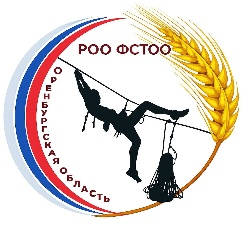 РОО ФСТОО
ОРЕНБУРГСКАЯ ОБЛАСТЬ